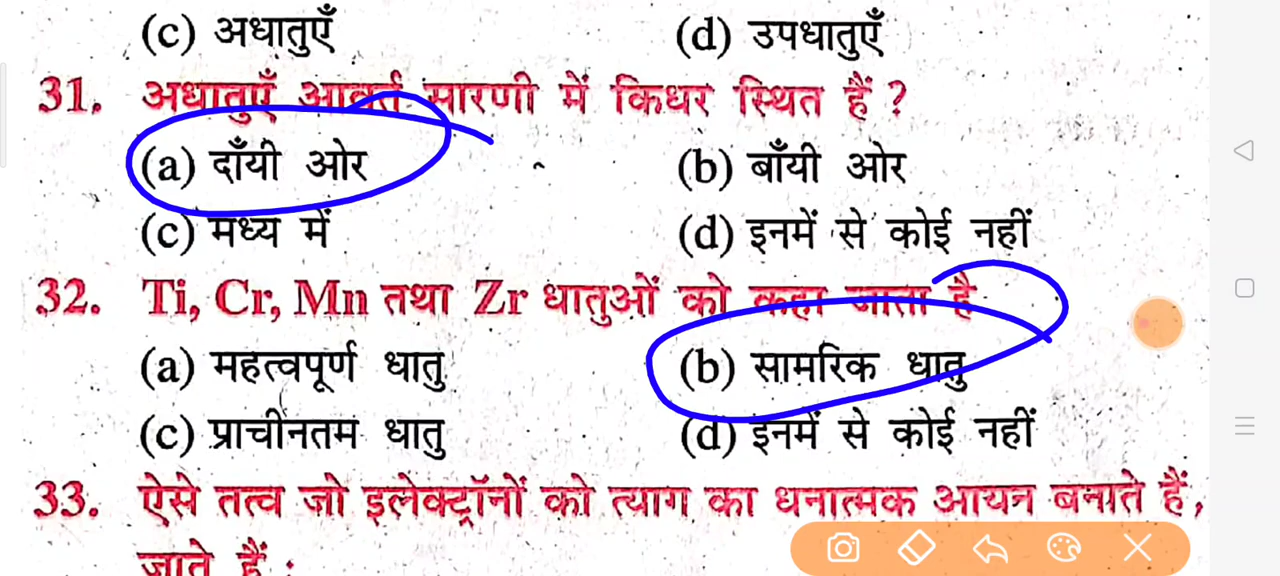 (c) अधातुएँ (d) उपधातुएँ
31. अधातुएँ आवर्त सारणी में किधर स्थित हैं ?
(a) दाँयी ओर (b) बाँयी ओर
(c) मध्य में (d) इनमें से कोई नहीं
32. Ti, Cr, Mn तथा Zr धातुओं को कहा जाता है
(a) महत्वपूर्ण धातु (b) सामरिक धातु
(c) प्राचीनतम धातु (d) इनमें से कोई नहीं
33. ऐसे तत्व जो इलेक्ट्रॉनों को त्याग का धनात्मक आयन बनाते हैं,
जाते हैं :